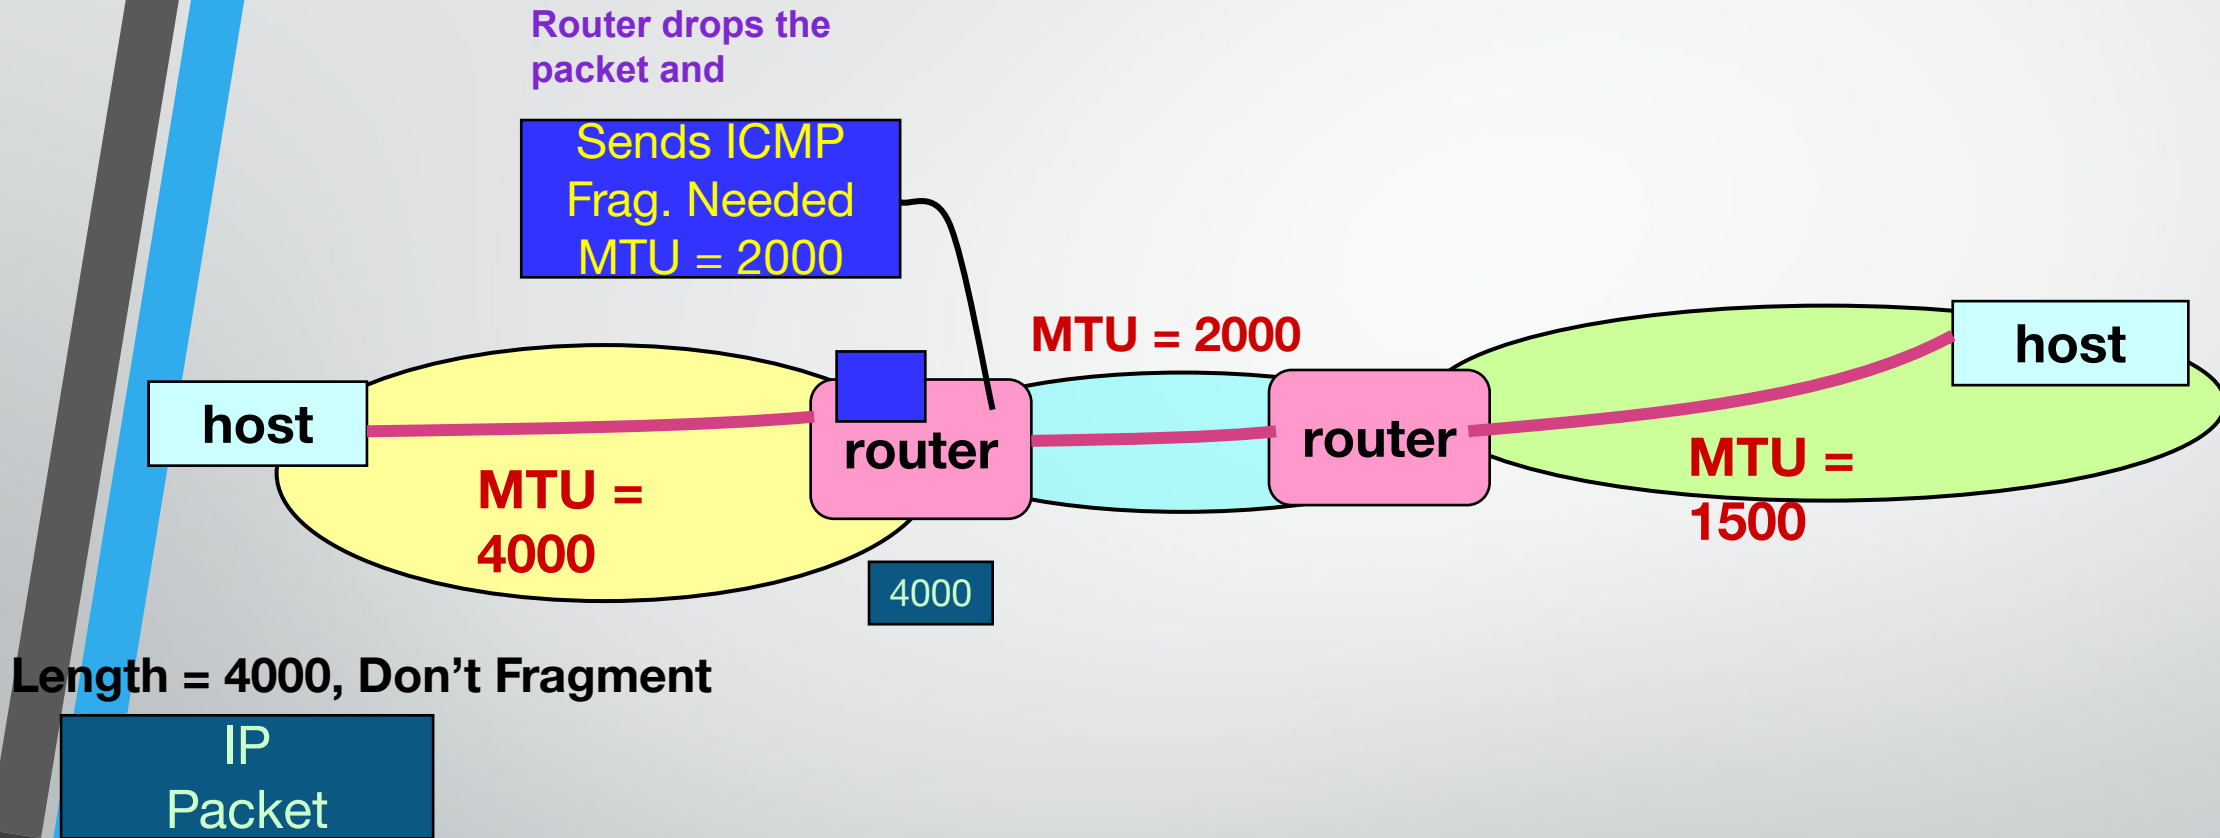 Router drops the
packet and
Sends ICMP
Frag. Needed
MTU = 2000
MTU = 2000
host
host
router
router
MTU =
4000
MTU =
1500
4000
Length = 4000, Don’t Fragment
IP
Packet